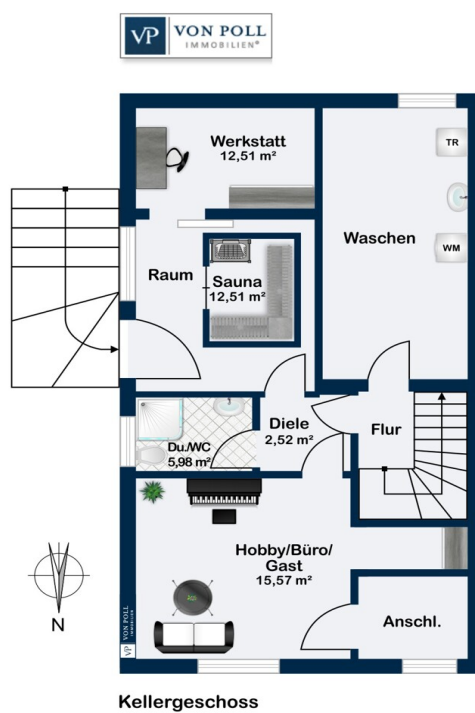 VP VON POLL
IMMOBILIEN®
Werkstatt
12,51 m²
TR
Waschen
WM
Raum
Sauna
12,51 m²
Diele
2,52 m²
Flur
Du./WC
5,98 m²
Hobby/Büro/
Gast
15,57 m²
Anschl.
N
VP VON POLL
IMMOBILIEN
Kellergeschoss